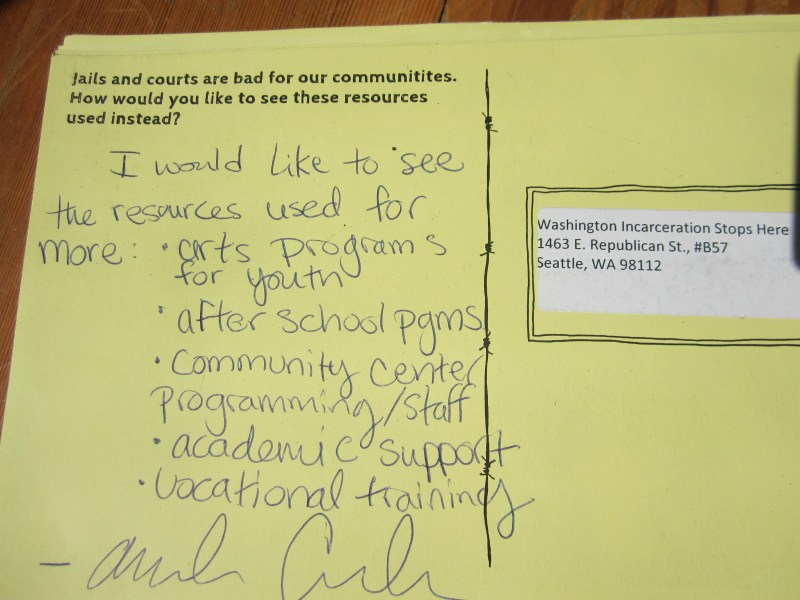 Jails and courts are bad for our communitites.
How would you like to see these resources
used instead?
I would like to see
the resources used for
more: • arts programs
for youth
• after school pgms
• Community center
Programming/Staff
• academic support
• Vocational training
Washington Incarceration Stops Here
1463 E. Republican St., #B57
Seattle, WA 98112